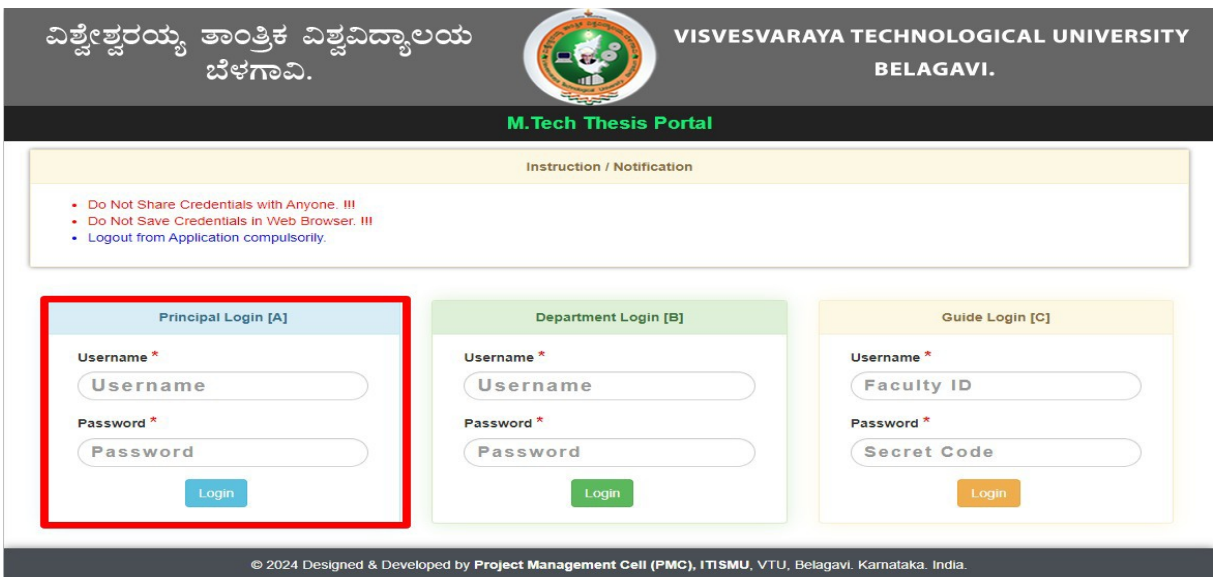 ವಿಶ್ವೇಶ್ವರಯ್ಯ ತಾಂತ್ರಿಕ ವಿಶ್ವವಿದ್ಯಾಲಯ
ಬೆಳಗಾವಿ.
VISVESVARAYA TECHNOLOGICAL UNIVERSITY
BELAGAVI.
M.Tech Thesis Portal
Instruction / Notification
• Do Not Share Credentials with Anyone. !!!
• Do Not Save Credentials in Web Browser. !!!
• Logout from Application compulsorily.
Principal Login [A]
Username *
Username
Password *
Password
Login
Department Login [B]
Username *
Username
Password *
Password
Login
Guide Login [C]
Username *
Faculty ID
Password *
Secret Code
Login
© 2024 Designed & Developed by Project Management Cell (PMC), ITISMU, VTU, Belagavi. Karnataka. India.